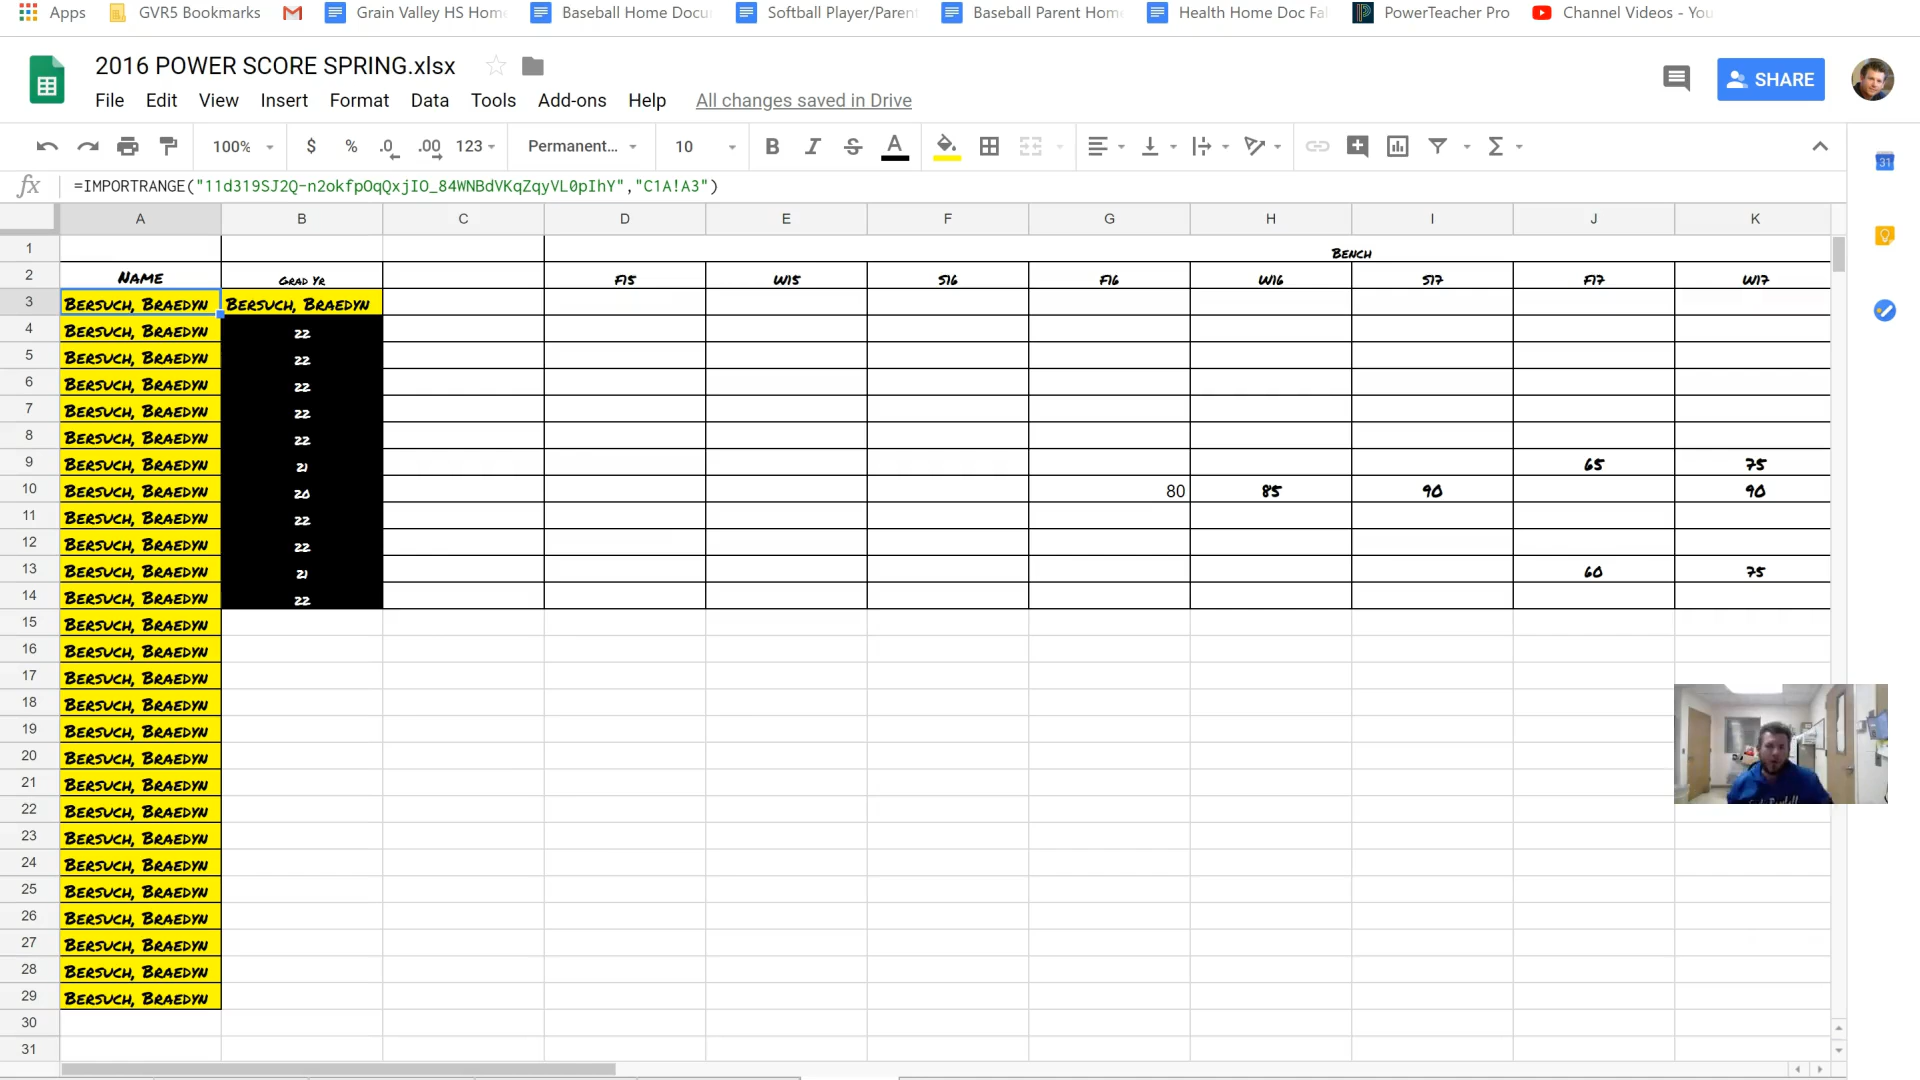 Apps GVR5 Bookmarks Grain Valley HS Hom Baseball Home Docu Softball Player/Parent Baseball Parent Hom Health Home Doc Fal PowerTeacher Pro Channel Videos - You
2016 POWER SCORE SPRING.xlsx
SHARE
File Edit View Insert Format Data Tools Add-ons Help All changes saved in Drive
100% $ % .0 .00 123 Permanent... 10 B I S A Σ
31
fx =IMPORTRANGE("11d319SJ2Q-n2okfpOqQxjIO_84WNBdVKqZqyVL0pIhY","C1A!A3")
A B C D E F G H I J K
1 Bench
2 Name Grad Yr F15 W15 S16 F16 W16 S17 F17 W17
3 Bersuch, Braedyn Bersuch, Braedyn
4 Bersuch, Braedyn 22
5 Bersuch, Braedyn 22
6 Bersuch, Braedyn 22
7 Bersuch, Braedyn 22
8 Bersuch, Braedyn 22
9 Bersuch, Braedyn 21 65 75
10 Bersuch, Braedyn 20 80 85 90 90
11 Bersuch, Braedyn 22
12 Bersuch, Braedyn 22
13 Bersuch, Braedyn 21 60 75
14 Bersuch, Braedyn 22
15 Bersuch, Braedyn
16 Bersuch, Braedyn
17 Bersuch, Braedyn
18 Bersuch, Braedyn
19 Bersuch, Braedyn
20 Bersuch, Braedyn
21 Bersuch, Braedyn
22 Bersuch, Braedyn
23 Bersuch, Braedyn
24 Bersuch, Braedyn
25 Bersuch, Braedyn
26 Bersuch, Braedyn
27 Bersuch, Braedyn
28 Bersuch, Braedyn
29 Bersuch, Braedyn
30
31